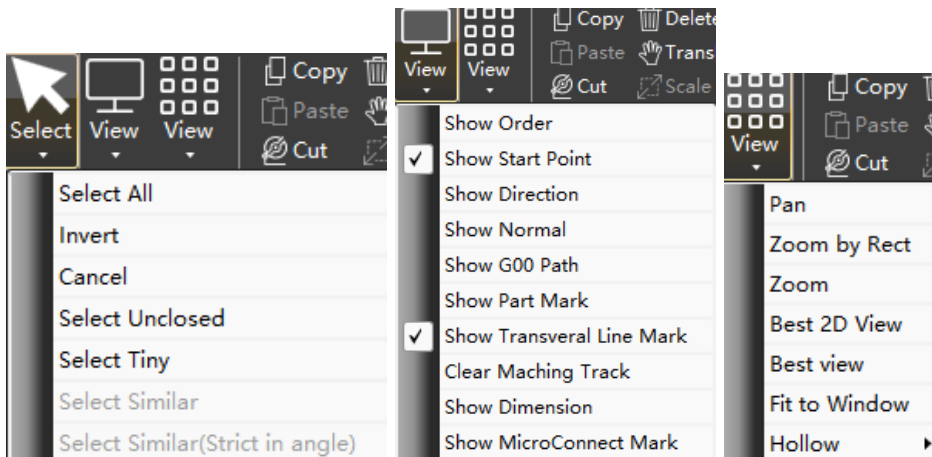 Select
View
View
Copy
Paste
Cut
Select All
Invert
Cancel
Select Unclosed
Select Tiny
Select Similar
Select Similar(Strict in angle)
View
View
Copy
Delete
Paste
Trans
Cut
Scale
Show Order
Show Start Point
Show Direction
Show Normal
Show G00 Path
Show Part Mark
Show Transveral Line Mark
Clear Maching Track
Show Dimension
Show MicroConnect Mark
View
Copy
Paste
Cut
Pan
Zoom by Rect
Zoom
Best 2D View
Best view
Fit to Window
Hollow